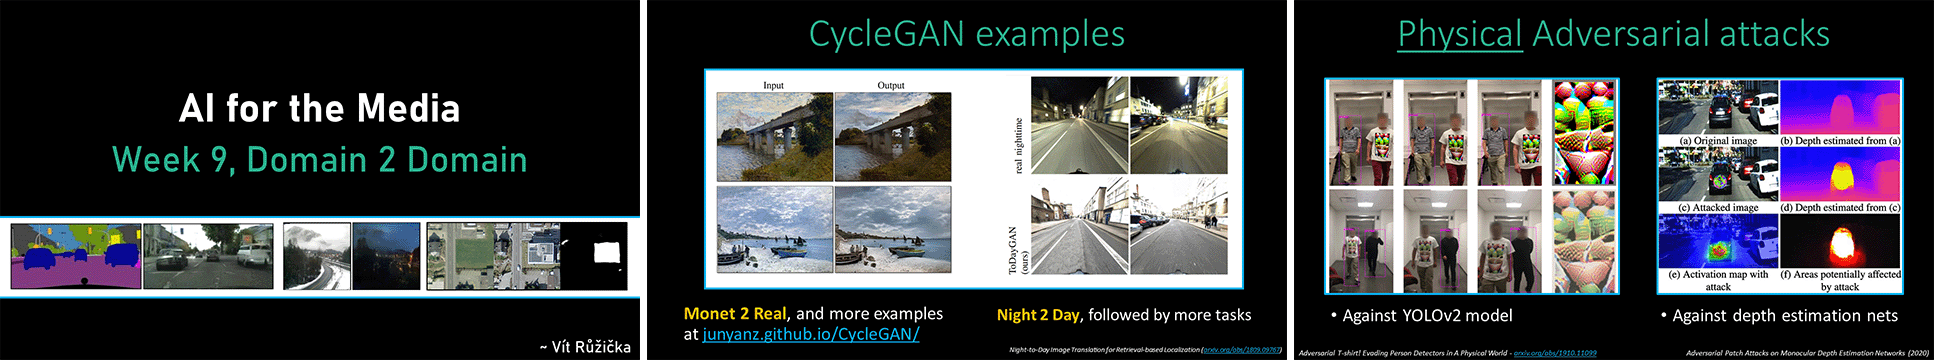 AI for the Media
Week 9, Domain 2 Domain
~ Vít Růžička
CycleGAN examples
Input
Output
real nighttime
ToDayGAN
(ours)
Monet 2 Real, and more examples
at junyanz.github.io/CycleGAN/
Night 2 Day, followed by more tasks
Night-to-Day Image Translation for Retrieval-based Localization (arxiv.org/abs/1809.09767)
Physical Adversarial attacks
(a) Original image
(b) Depth estimated from (a)
(c) Attacked image
(d) Depth estimated from (c)
(e) Activation map with
attack
(f) Areas potentially affected
by attack
• Against YOLOv2 model
• Against depth estimation nets
Adversarial T-shirt! Evading Person Detectors in A Physical World - arxiv.org/abs/1910.11099
Adversarial Patch Attacks on Monocular Depth Estimation Networks (2020)